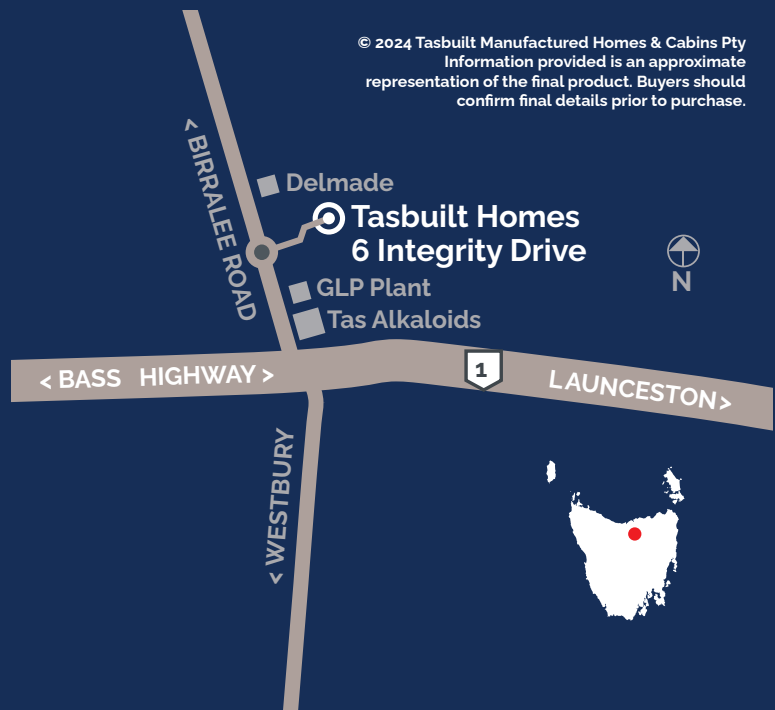 © 2024 Tasbuilt Manufactured Homes & Cabins Pty
Information provided is an approximate
representation of the final product. Buyers should
confirm final details prior to purchase.
< BIRRALEE ROAD
Delmade
Tasbuilt Homes
6 Integrity Drive
N
GLP Plant
Tas Alkaloids
< BASS HIGHWAY >
1
LAUNCESTON >
< WESTBURY